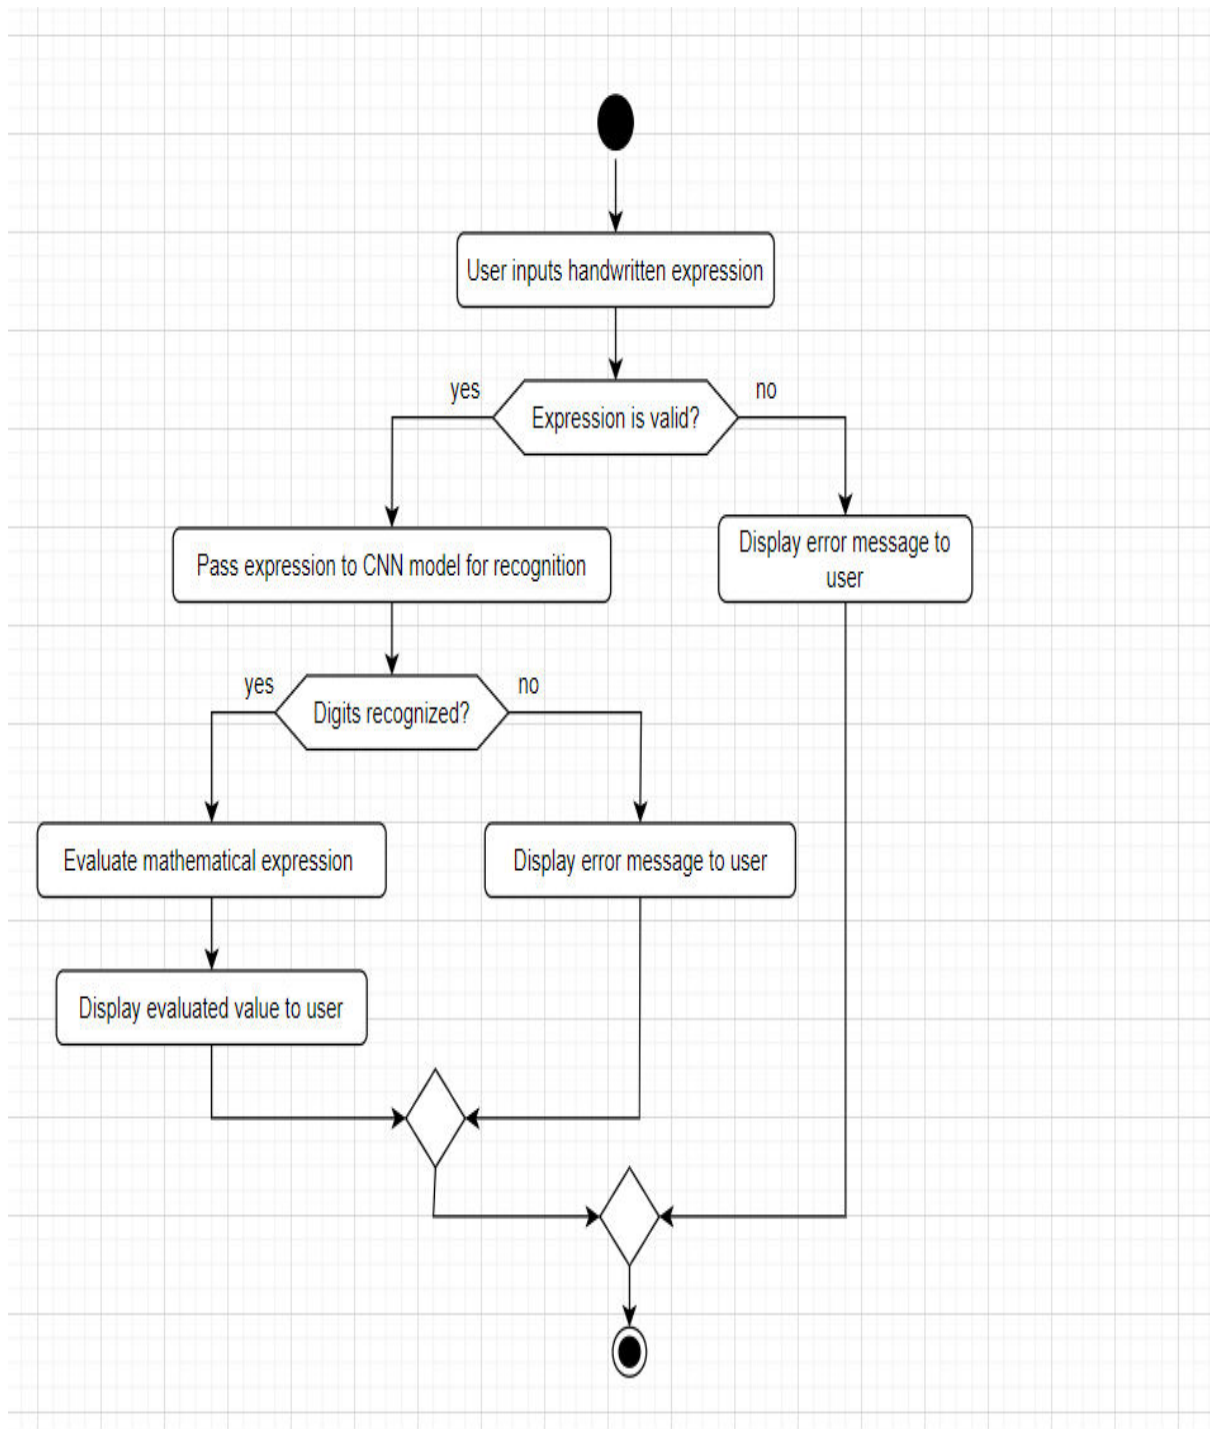 User inputs handwritten expression
yes
no
Expression is valid?
Pass expression to CNN model for recognition
Display error message to
user
yes
no
Digits recognized?
Evaluate mathematical expression
Display error message to user
Display evaluated value to user